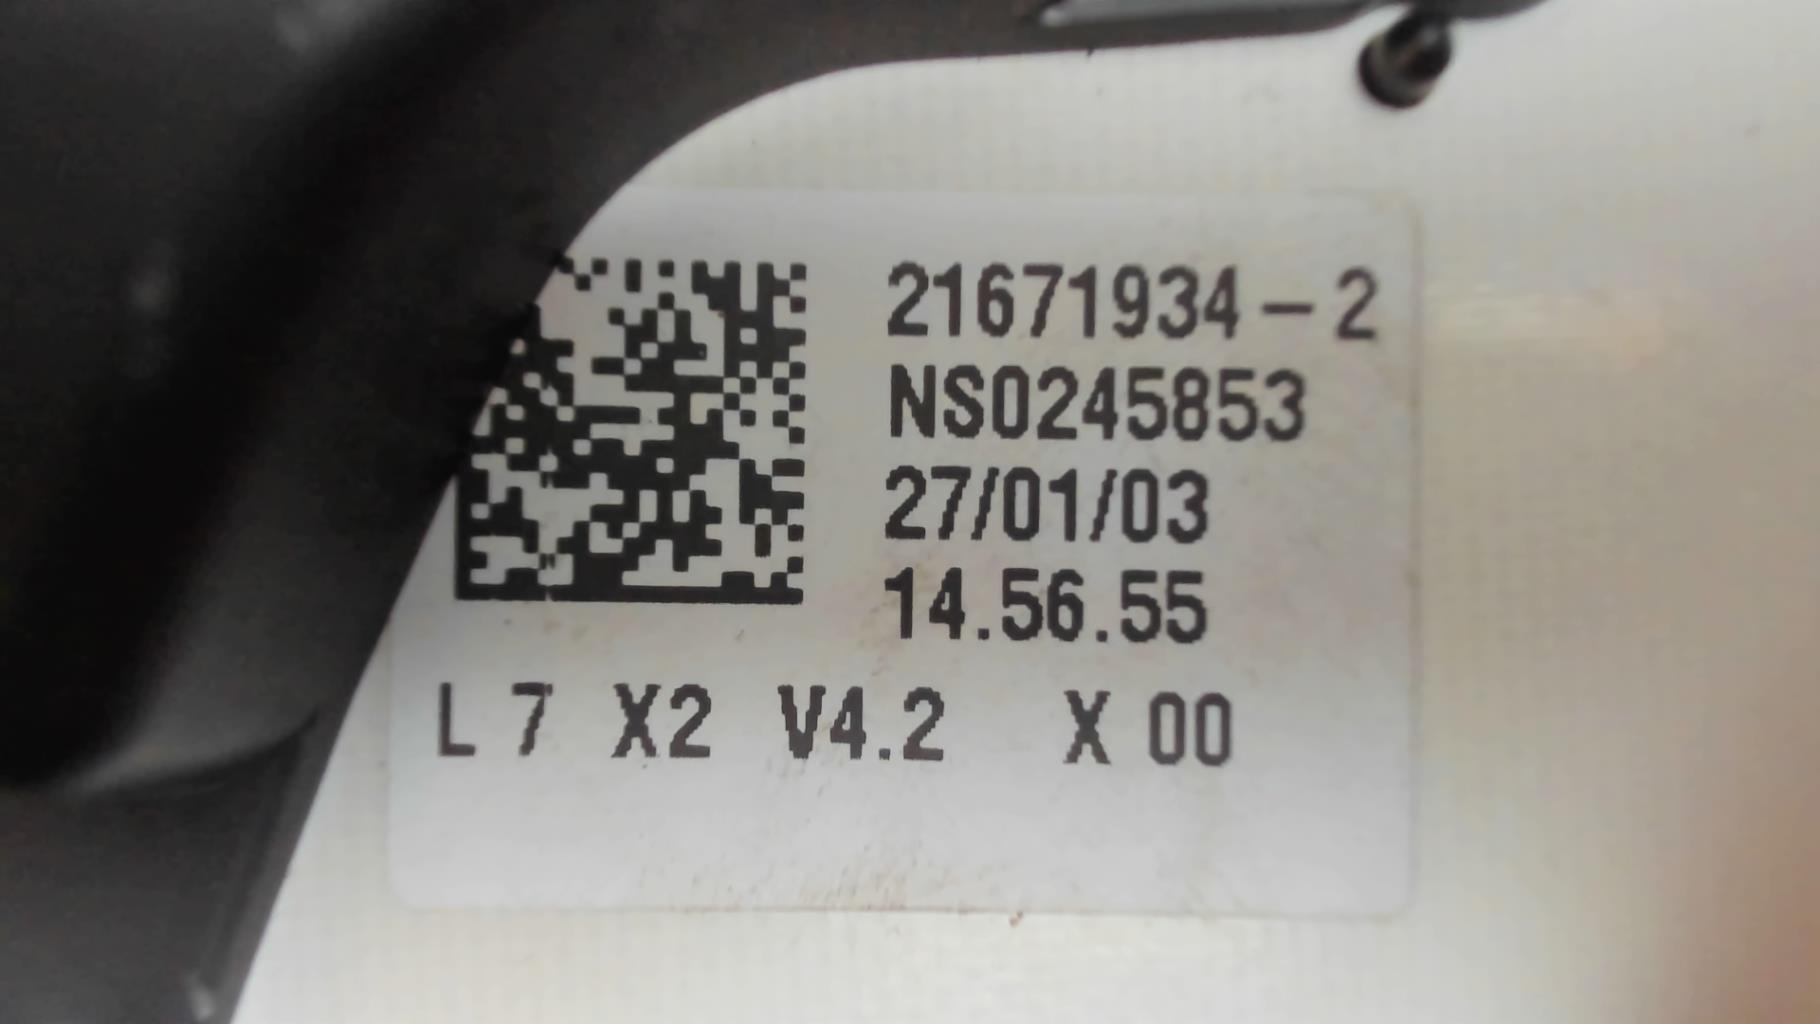 21671934-2
NS0245853
27/01/03
14.56.55
L 7 X2 V4.2 X 00